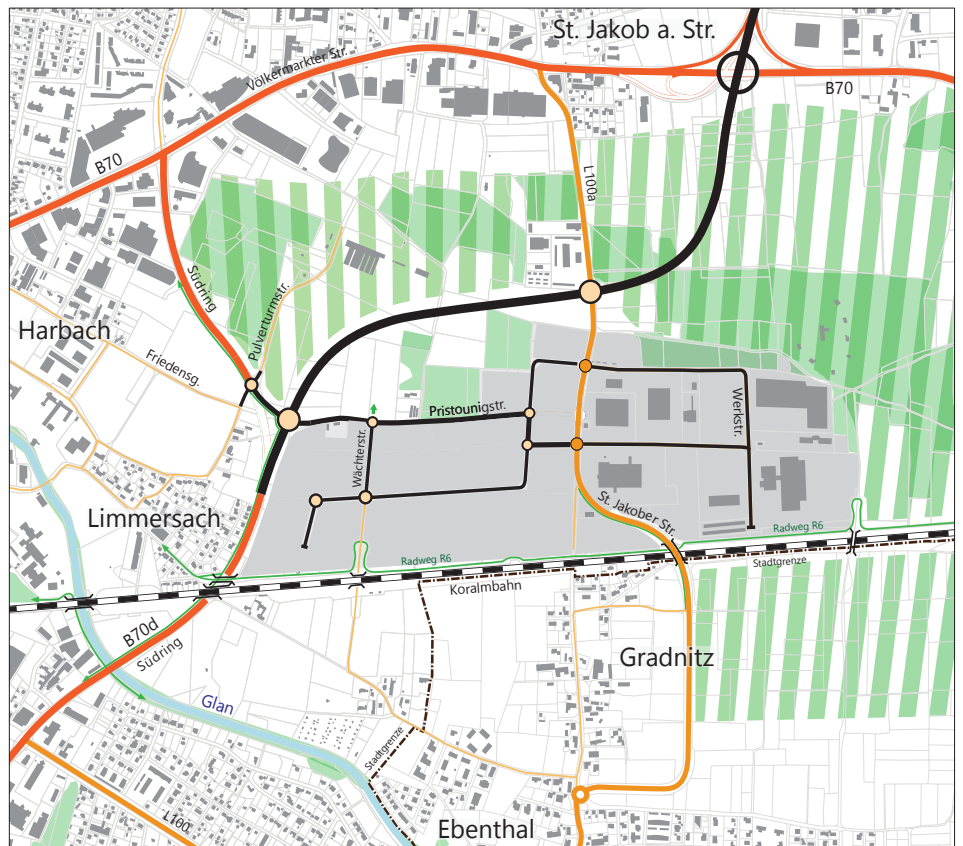 St. Jakob a. Str.
Völkermarkter Str.
B70
B70
L100a
Südring
Pulverturmstr.
Harbach
Friedensg.
Pristounigstr.
Werkstr.
Wächterstr.
Limmersach
St. Jakober Str.
Radweg R6
Radweg R6
Stadtgrenze
Koralmbahn
B70d
Südring
Gradnitz
Glan
Stadtgrenze
L100
Ebenthal